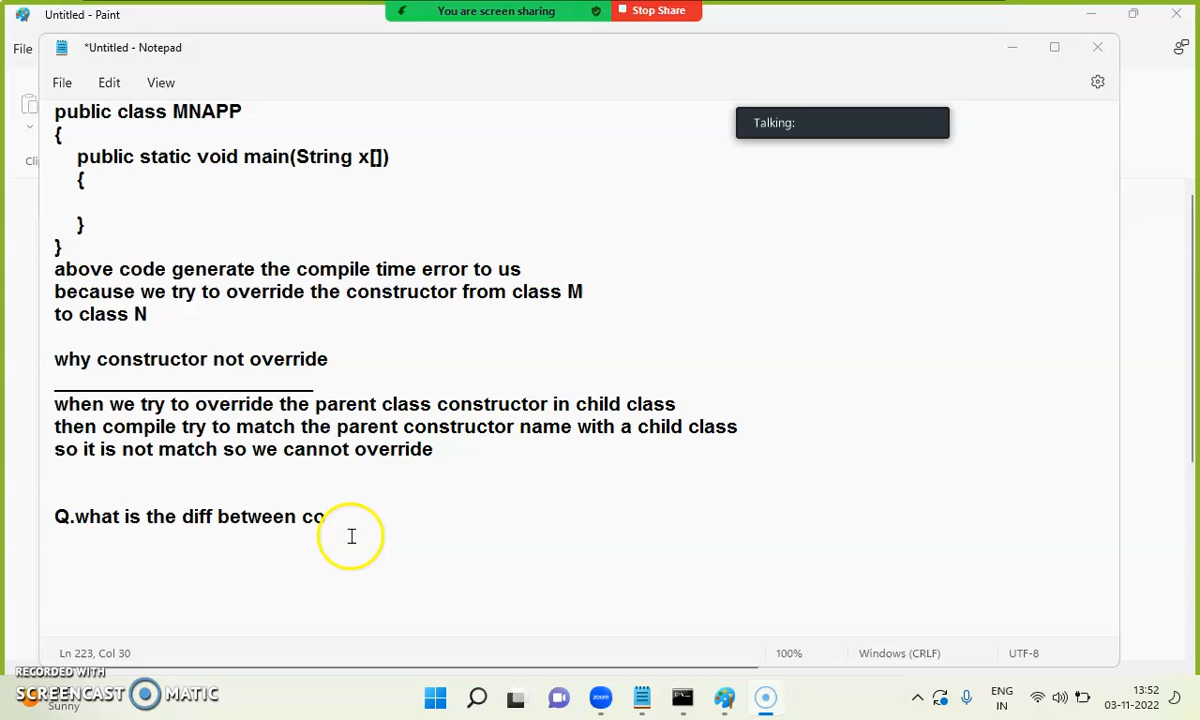 Untitled - Paint
You are screen sharing
Stop Share
File
*Untitled - Notepad
File Edit View
Talking:
public class MNAPP
{
public static void main(String x[])
{
}
}
above code generate the compile time error to us
because we try to override the constructor from class M
to class N
why constructor not override
when we try to override the parent class constructor in child class
then compile try to match the parent constructor name with a child class
so it is not match so we cannot override
Q.what is the diff between co
Ln 223, Col 30
100%
Windows (CRLF)
UTF-8
RECORDED WITH
SCREENCAST MATIC
Sunny
zoom
ENG
IN
13:52
03-11-2022